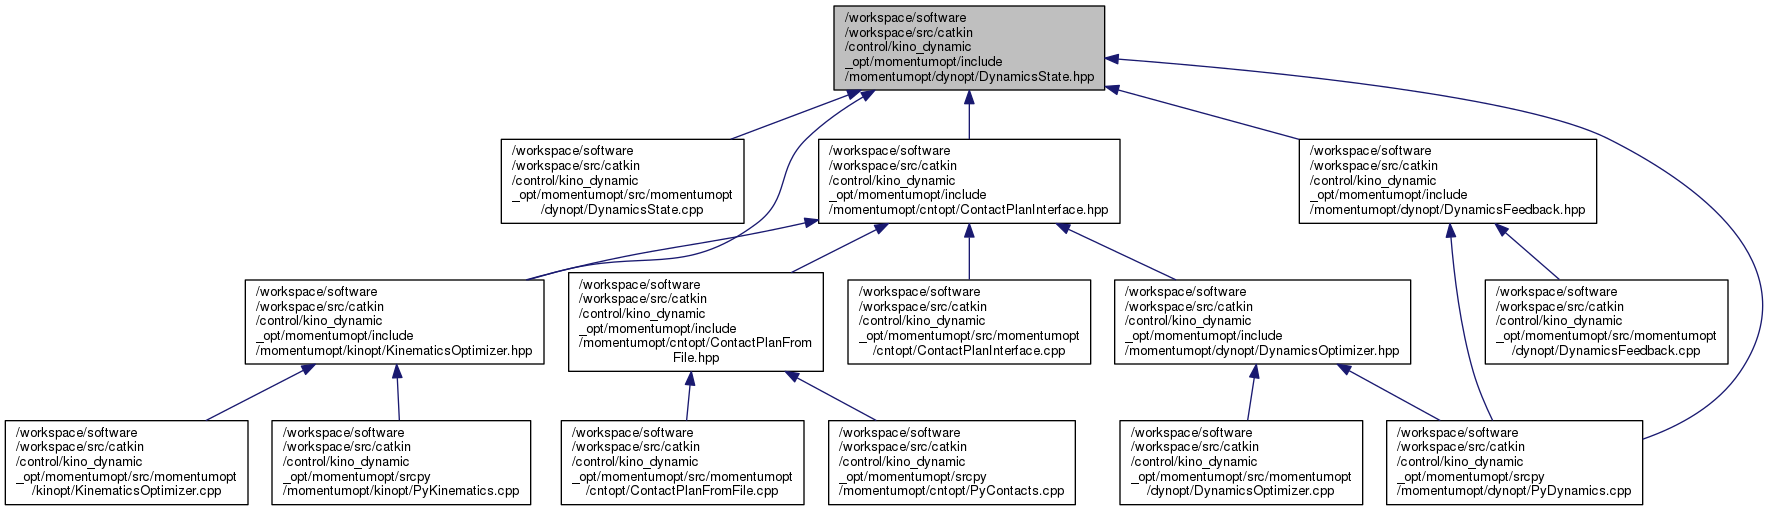 /workspace/software
/workspace/src/catkin
/control/kino_dynamic
_opt/momentumopt/include
/momentumopt/dynopt/DynamicsState.hpp
/workspace/software
/workspace/src/catkin
/control/kino_dynamic
_opt/momentumopt/src/momentumopt
/dynopt/DynamicsState.cpp
/workspace/software
/workspace/src/catkin
/control/kino_dynamic
_opt/momentumopt/include
/momentumopt/cntopt/ContactPlanInterface.hpp
/workspace/software
/workspace/src/catkin
/control/kino_dynamic
_opt/momentumopt/include
/momentumopt/dynopt/DynamicsFeedback.hpp
/workspace/software
/workspace/src/catkin
/control/kino_dynamic
_opt/momentumopt/include
/momentumopt/kinopt/KinematicsOptimizer.hpp
/workspace/software
/workspace/src/catkin
/control/kino_dynamic
_opt/momentumopt/include
/momentumopt/cntopt/ContactPlanFrom
File.hpp
/workspace/software
/workspace/src/catkin
/control/kino_dynamic
_opt/momentumopt/src/momentumopt
/cntopt/ContactPlanInterface.cpp
/workspace/software
/workspace/src/catkin
/control/kino_dynamic
_opt/momentumopt/include
/momentumopt/dynopt/DynamicsOptimizer.hpp
/workspace/software
/workspace/src/catkin
/control/kino_dynamic
_opt/momentumopt/src/momentumopt
/dynopt/DynamicsFeedback.cpp
/workspace/software
/workspace/src/catkin
/control/kino_dynamic
_opt/momentumopt/src/momentumopt
/kinopt/KinematicsOptimizer.cpp
/workspace/software
/workspace/src/catkin
/control/kino_dynamic
_opt/momentumopt/srcpy
/momentumopt/kinopt/PyKinematics.cpp
/workspace/software
/workspace/src/catkin
/control/kino_dynamic
_opt/momentumopt/src/momentumopt
/cntopt/ContactPlanFromFile.cpp
/workspace/software
/workspace/src/catkin
/control/kino_dynamic
_opt/momentumopt/srcpy
/momentumopt/cntopt/PyContacts.cpp
/workspace/software
/workspace/src/catkin
/control/kino_dynamic
_opt/momentumopt/src/momentumopt
/dynopt/DynamicsOptimizer.cpp
/workspace/software
/workspace/src/catkin
/control/kino_dynamic
_opt/momentumopt/srcpy
/momentumopt/dynopt/PyDynamics.cpp